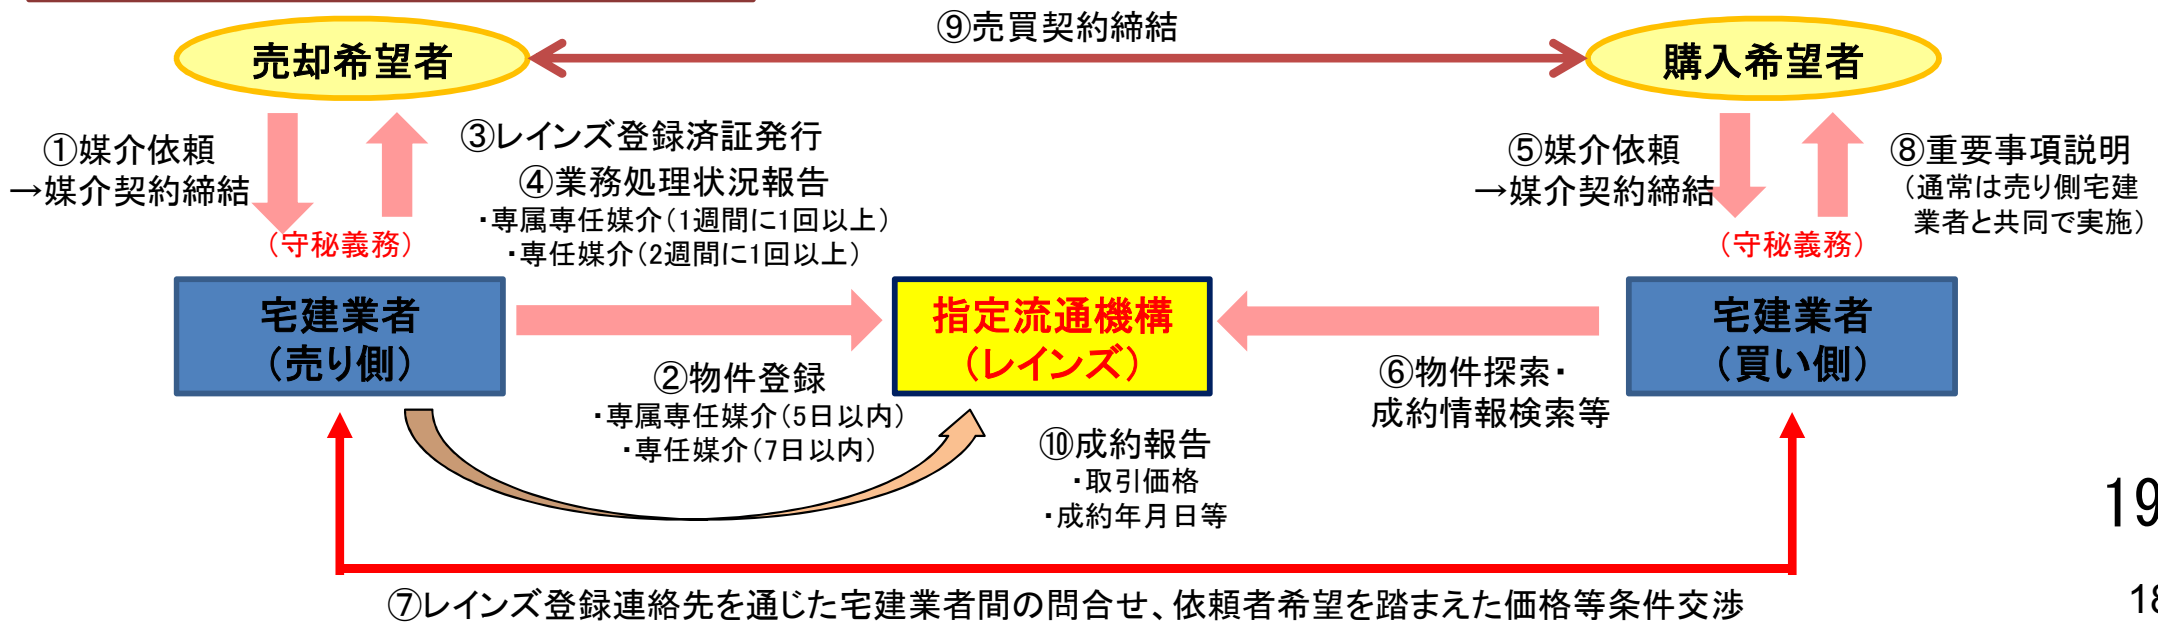 ⑨売買契約締結
売却希望者
購入希望者
①媒介依頼
→媒介契約締結
③レインズ登録済証発行
④業務処理状況報告
・専属専任媒介(1週間に1回以上)
・専任媒介(2週間に1回以上)
(守秘義務)
⑤媒介依頼
→媒介契約締結
⑧重要事項説明
(通常は売り側宅建
業者と共同で実施)
(守秘義務)
宅建業者
(売り側)
指定流通機構
(レインズ)
宅建業者
(買い側)
②物件登録
・専属専任媒介(5日以内)
・専任媒介(7日以内)
⑥物件探索・
成約情報検索等
⑩成約報告
・取引価格
・成約年月日等
19
⑦レインズ登録連絡先を通じた宅建業者間の問合せ、依頼者希望を踏まえた価格等条件交渉
18